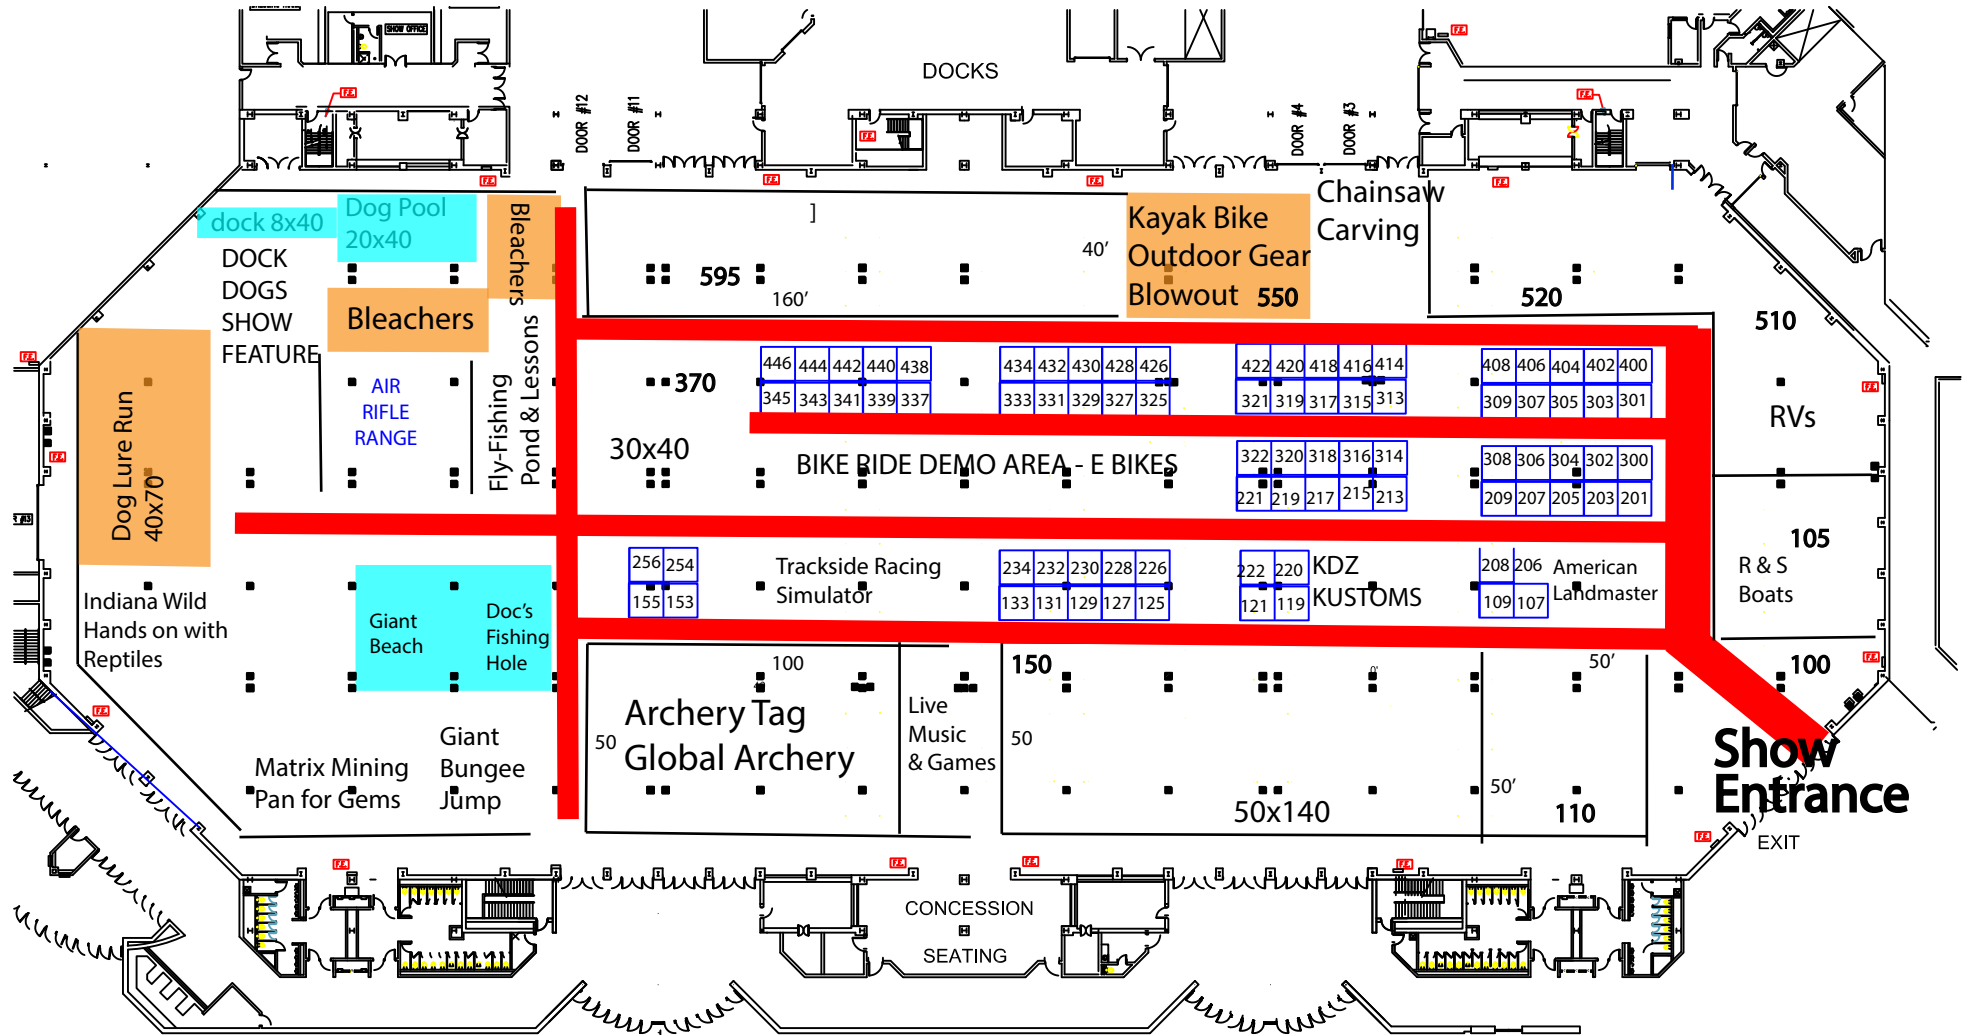 SHOW OFFICE
F.E.
DOCKS
F.E.
F.E.
F.E.
DOOR #12
DOOR #11
F.E.
DOOR #4
DOOR #3
F.E.
F.E.
F.E.
F.E.
dock 8x40
Dog Pool
20x40
Bleachers
DOCK
DOGS
SHOW
FEATURE
Bleachers
]
595
160’
40’
Kayak Bike
Outdoor Gear
Blowout 550
Chainsaw
Carving
520
510
F.E.
F.E.
F.E.
Dog Lure Run
40x70
AIR
RIFLE
RANGE
Fly-Fishing
Pond & Lessons
370
30x40
446 444 442 440 438
345 343 341 339 337
434 432 430 428 426
333 331 329 327 325
422 420 418 416 414
321 319 317 315 313
408 406 404 402 400
309 307 305 303 301
RVs
BIKE RIDE DEMO AREA - E BIKES
322 320 318 316 314
221 219 217 215 213
308 306 304 302 300
209 207 205 203 201
105
R & S
Boats
256 254
155 153
Trackside Racing
Simulator
234 232 230 228 226
133 131 129 127 125
222 220
121 119
KDZ
KUSTOMS
208 206
109 107
American
Landmaster
Indiana Wild
Hands on with
Reptiles
Giant
Beach
Doc’s
Fishing
Hole
100
150
0'
50’
100
F.E.
F.E.
Archery Tag
Global Archery
50
Live
Music
& Games
50
50x140
50’
110
Show
Entrance
EXIT
Matrix Mining
Pan for Gems
Giant
Bungee
Jump
F.E.
F.E.
F.E.
F.E.
F.E.
CONCESSION
SEATING